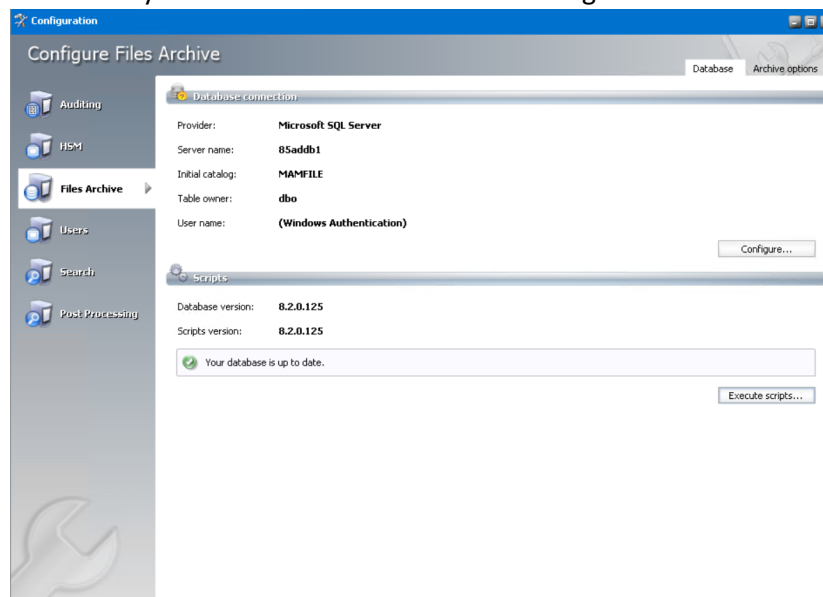 Configuration
Configure Files Archive
Database Archive options
Auditing
HSM
Files Archive
Users
Search
Post Processing
Database connection
Provider: Microsoft SQL Server
Server name: 85addb1
Initial catalog: MAMFILE
Table owner: dbo
User name: (Windows Authentication)
Configure...
Scripts
Database version: 8.2.0.125
Scripts version: 8.2.0.125
Your database is up to date.
Execute scripts...